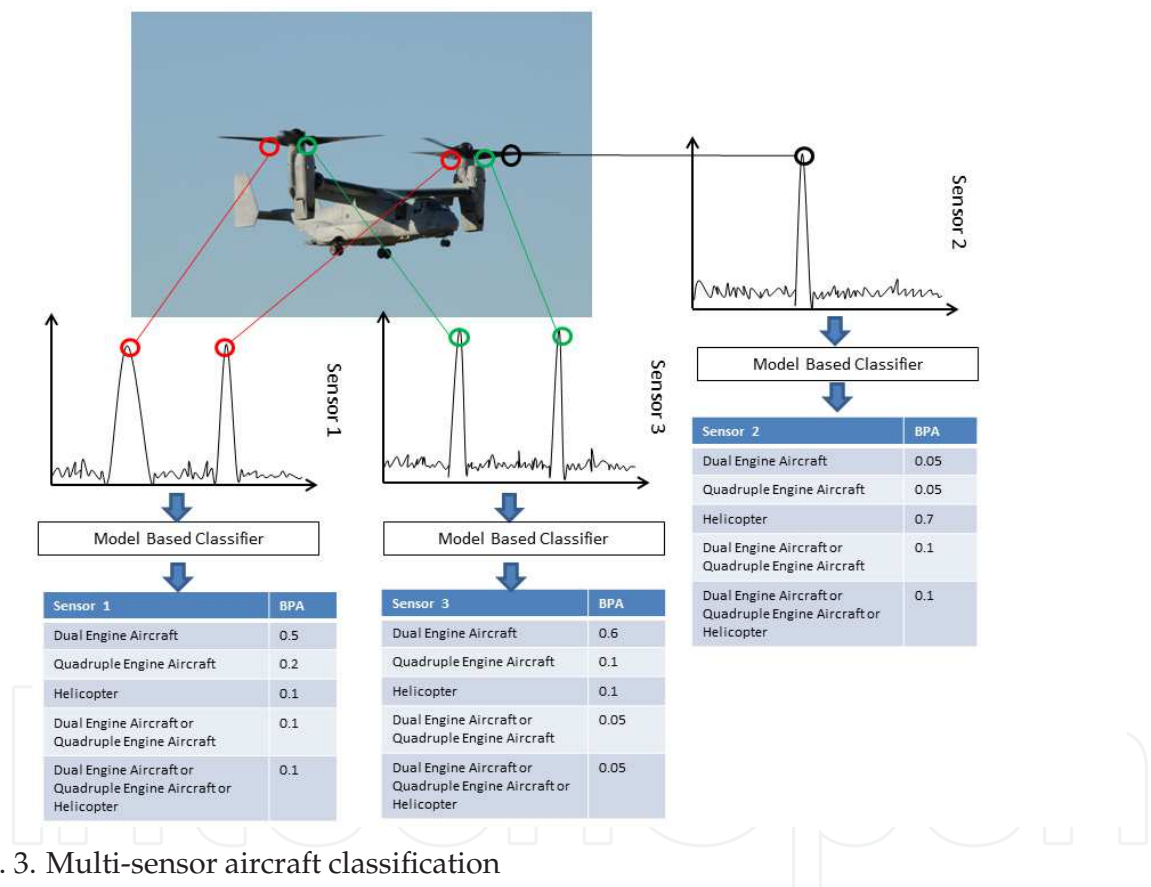 Sensor 2
Model Based Classifier
Sensor 2 BPA
Dual Engine Aircraft 0.05
Quadruple Engine Aircraft 0.05
Helicopter 0.7
Dual Engine Aircraft or 0.1
Quadruple Engine Aircraft
Dual Engine Aircraft or 0.1
Quadruple Engine Aircraft or
Helicopter
Sensor 1
Model Based Classifier
Sensor 1 BPA
Dual Engine Aircraft 0.5
Quadruple Engine Aircraft 0.2
Helicopter 0.1
Dual Engine Aircraft or 0.1
Quadruple Engine Aircraft
Dual Engine Aircraft or 0.1
Quadruple Engine Aircraft or
Helicopter
Sensor 3
Model Based Classifier
Sensor 3 BPA
Dual Engine Aircraft 0.6
Quadruple Engine Aircraft 0.1
Helicopter 0.1
Dual Engine Aircraft or 0.05
Quadruple Engine Aircraft
Dual Engine Aircraft or 0.05
Quadruple Engine Aircraft or
Helicopter
. 3. Multi-sensor aircraft classification